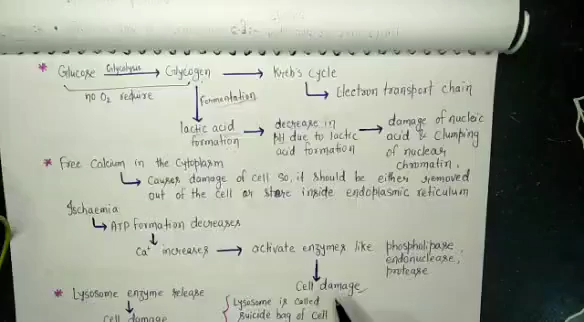 * Glucose Glycolysis → Glycogen → Kreb's cycle
no O2 require
↳ Electron transport chain
fermentation
lactic acid formation → decrease in PH due to lactic acid formation → damage of nucleic acid & clumping of nuclear chromatin.
* Free calcium in the cytoplasm
↳ causes damage of cell so, it should be either removed
out of the cell or store inside endoplasmic reticulum
Ischaemia
↳ ATP formation decreases
Ca+ increases → activate enzymes like phospholipase, endonuclease, protease
Cell damage
* Lysosome enzyme release
cell damage
{ Lysosome is called
suicide bag of cell